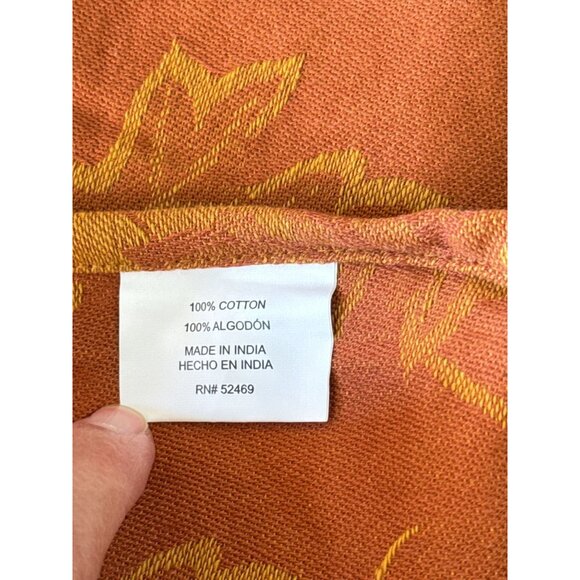 100% COTTON
100% ALGODÓN
MADE IN INDIA
HECHO EN INDIA
RN# 52469